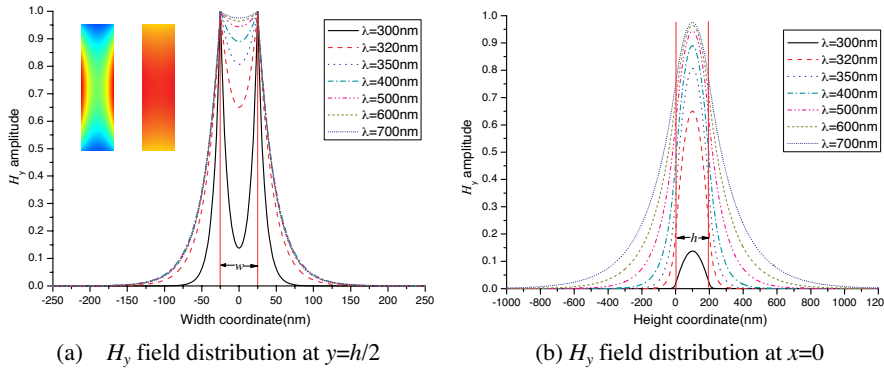 1.0
0.9
0.8
0.7
0.6
0.5
0.4
0.3
0.2
0.1
0.0
H_y amplitude
λ=300nm
λ=320nm
λ=350nm
λ=400nm
λ=500nm
λ=600nm
λ=700nm
w
-250 -200 -150 -100 -50 0 50 100 150 200 250
Width coordinate(nm)
(a) H_y field distribution at y=h/2
1.0
0.9
0.8
0.7
0.6
0.5
0.4
0.3
0.2
0.1
0.0
H_y amplitude
λ=300nm
λ=320nm
λ=350nm
λ=400nm
λ=500nm
λ=600nm
λ=700nm
h
-1000 -800 -600 -400 -200 0 200 400 600 800 1000 120
Height coordinate(nm)
(b) H_y field distribution at x=0